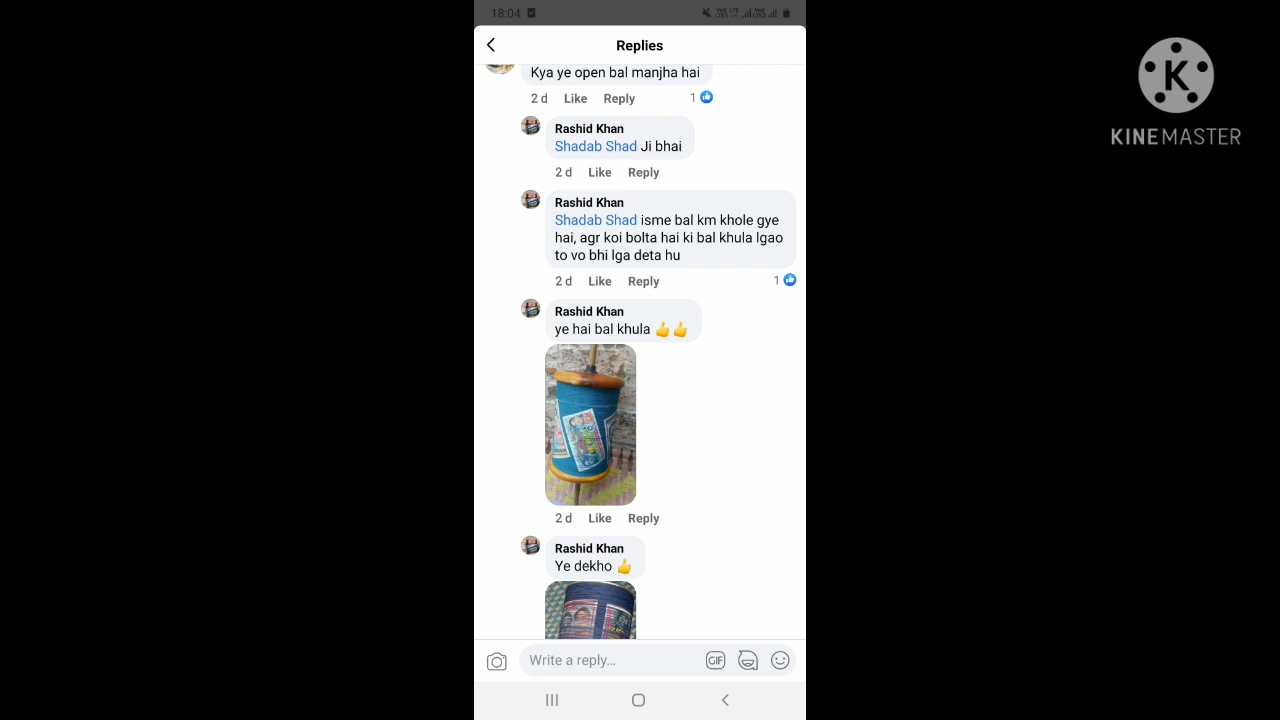 18:04
Replies
Kya ye open bal manjha hai
2 d Like Reply 1
Rashid Khan
Shadab Shad Ji bhai
2 d Like Reply
Rashid Khan
Shadab Shad isme bal km khole gye
hai, agr koi bolta hai ki bal khula lgao
to vo bhi lga deta hu
2 d Like Reply 1
Rashid Khan
ye hai bal khula 👍👍
2 d Like Reply
Rashid Khan
Ye dekho 👍
Write a reply...
GIF
K
KINEMASTER